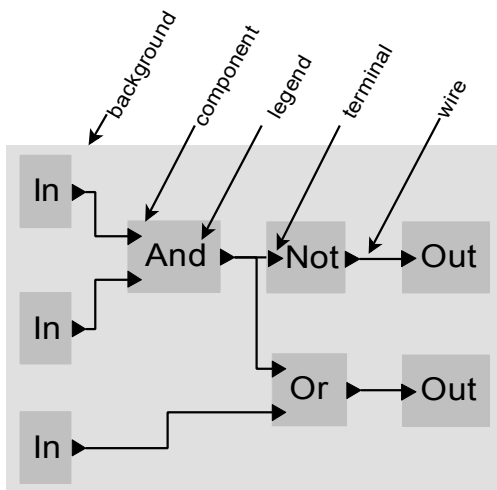 background
component
legend
terminal
wire
In
And
Not
Out
In
Or
Out
In